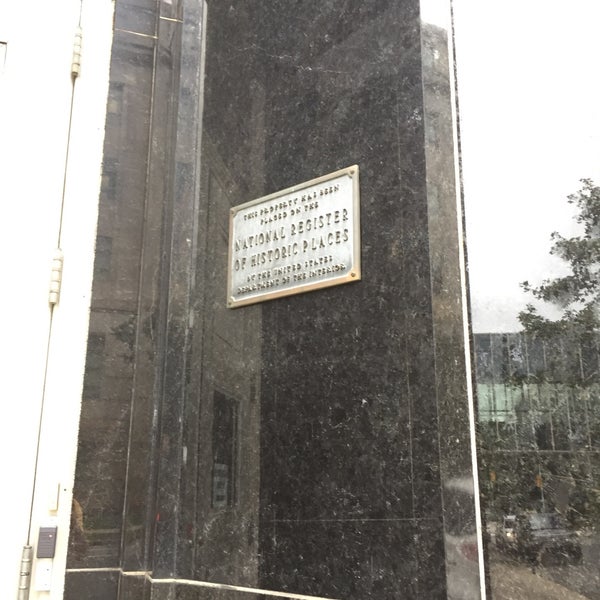 THIS PROPERTY HAS BEEN
PLACED ON THE
NATIONAL REGISTER
OF HISTORIC PLACES
BY THE UNITED STATES
DEPARTMENT OF THE INTERIOR